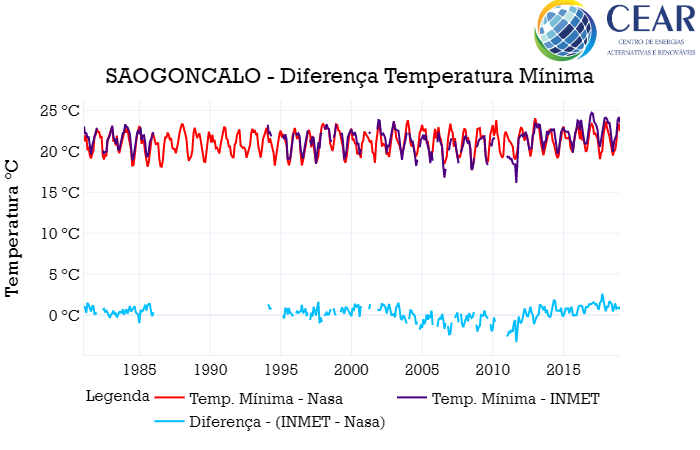 CEAR
CENTRO DE ENERGIAS
ALTERNATIVAS E RENOVÁVEIS
SAOGONCALO - Diferença Temperatura Mínima
Temperatura °C
25 °C
20 °C
15 °C
10 °C
5 °C
0 °C
1985 1990 1995 2000 2005 2010 2015
Legenda Temp. Mínima - Nasa Temp. Mínima - INMET
Diferença - (INMET - Nasa)